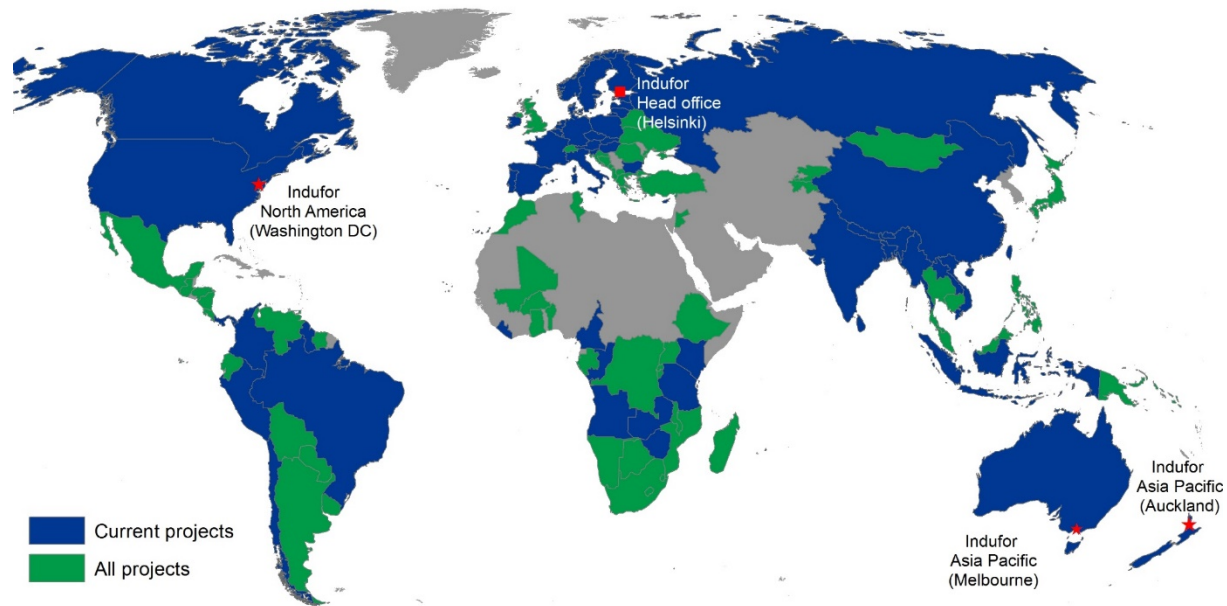 Indufor
Head office
(Helsinki)
Indufor
North America
(Washington DC)
Indufor
Asia Pacific
(Auckland)
Indufor
Asia Pacific
(Melbourne)
Current projects
All projects